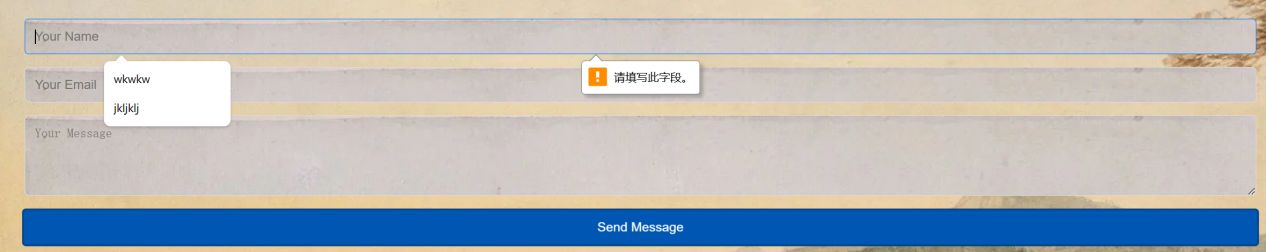 Your Name
wkwkw
请填写此字段。
Your Email
jkljklj
Your Message
Send Message